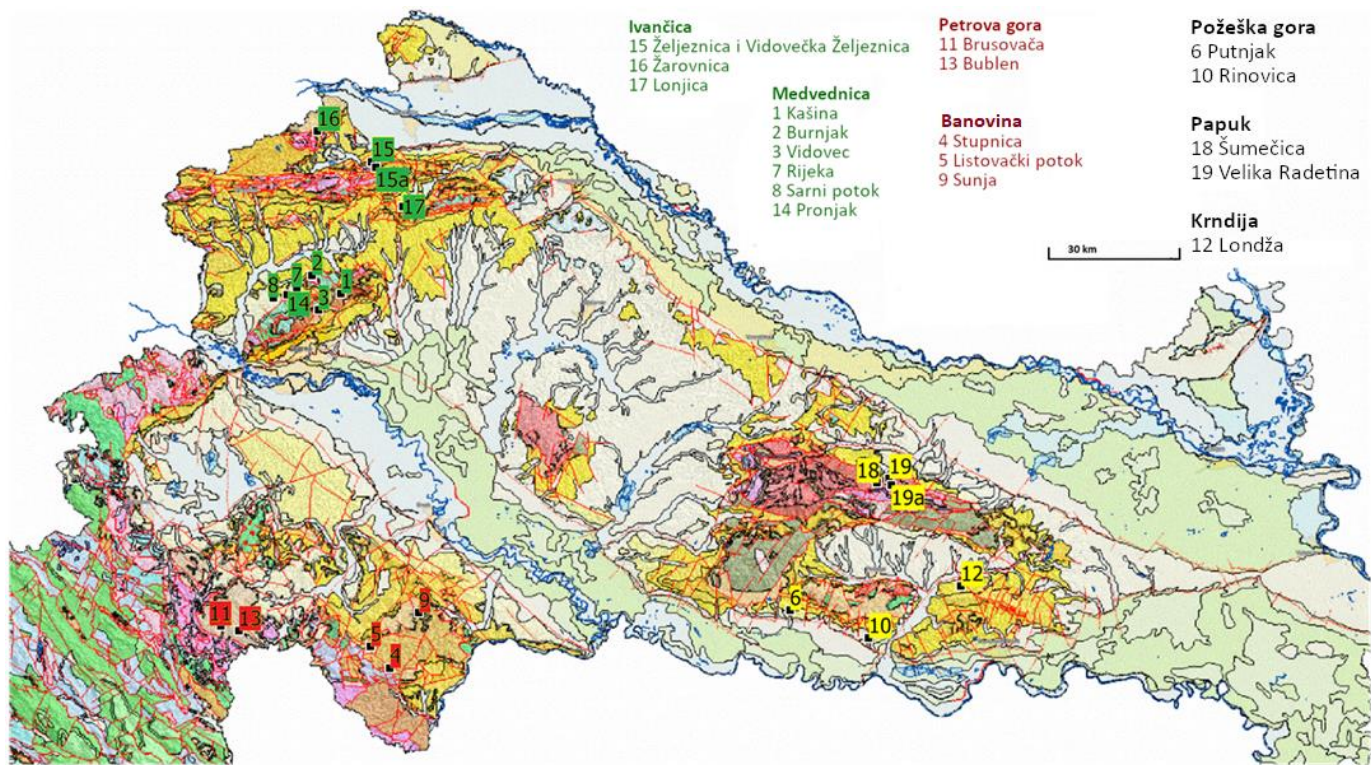 Ivančica
15 Željeznica i Vidovečka Željeznica
16 Žarovnica
17 Lonjica
Medvednica
1 Kašina
2 Burnjak
3 Vidovec
7 Rijeka
8 Sarni potok
14 Pronjak
Petrova gora
11 Brusovača
13 Bublen
Banovina
4 Stupnica
5 Listovački potok
9 Sunja
Požeška gora
6 Putnjak
10 Rinovica
Papuk
18 Šumečica
19 Velika Radetina
Krndija
12 Londža
30 km
16
15
15a
17
2
7
8
1
14
3
18
19
19a
12
6
10
11
13
9
5
4